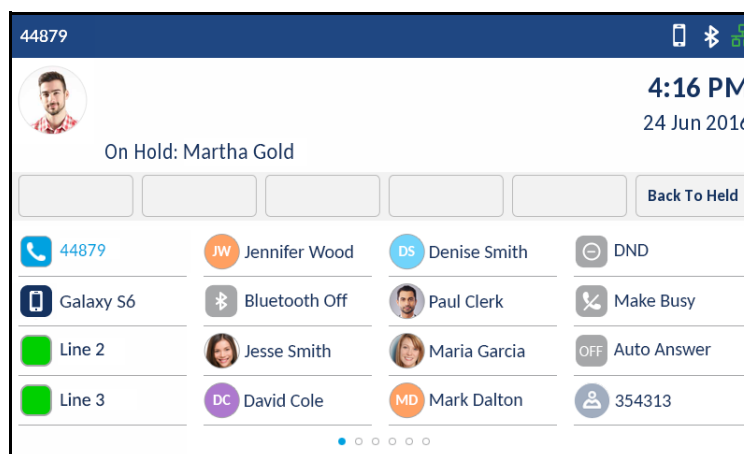 44879
4:16 PM
24 Jun 2016
On Hold: Martha Gold
Back To Held
44879
JW Jennifer Wood
DS Denise Smith
DND
Galaxy S6
Bluetooth Off
Paul Clerk
Make Busy
Line 2
Jesse Smith
Maria Garcia
OFF Auto Answer
Line 3
DC David Cole
MD Mark Dalton
354313